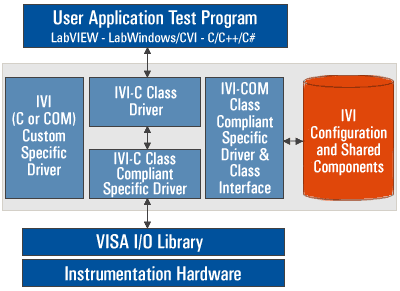 User Application Test Program
LabVIEW - LabWindows/CVI - C/C++/C#
IVI
(C or COM)
Custom
Specific
Driver
IVI-C Class
Driver
IVI-C Class
Compliant
Specific Driver
IVI-COM
Class
Compliant
Specific
Driver &
Class
Interface
IVI
Configuration
and Shared
Components
VISA I/O Library
Instrumentation Hardware